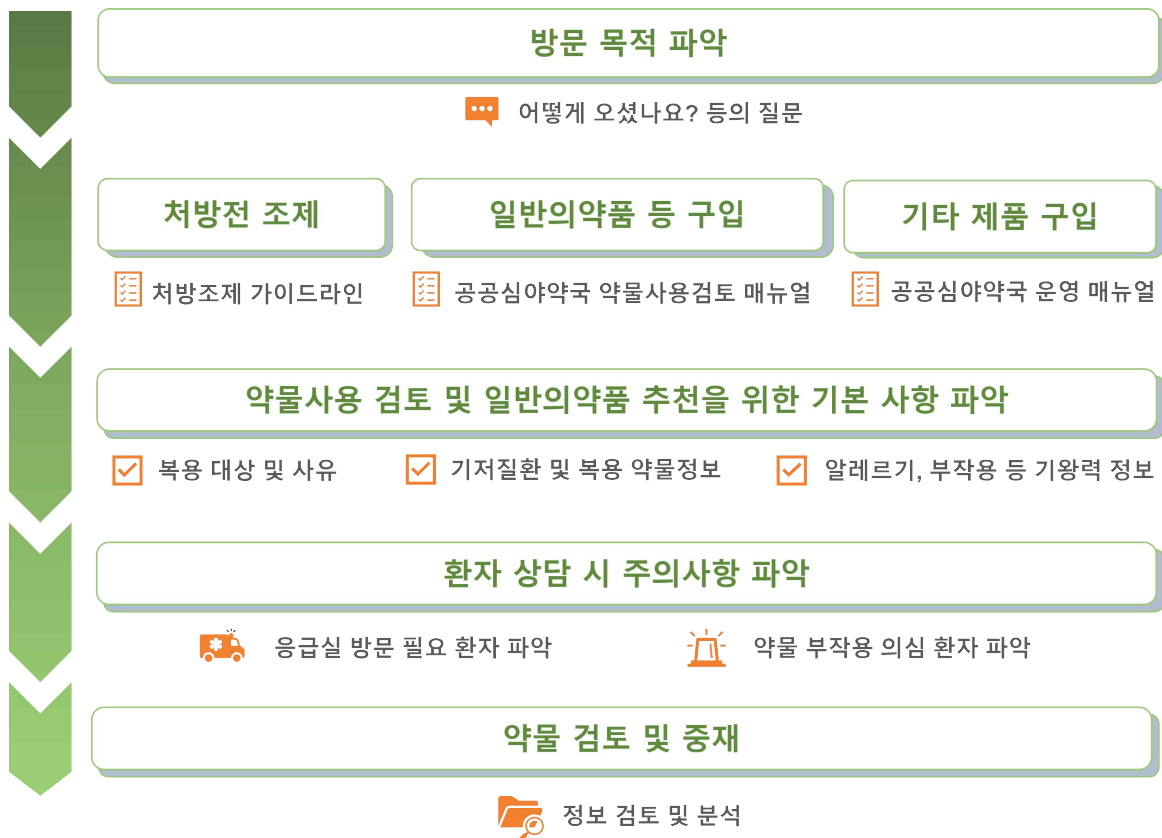 방문 목적 파악
어떻게 오셨나요? 등의 질문
처방전 조제
일반의약품 등 구입
기타 제품 구입
처방조제 가이드라인
공공심야약국 약물사용검토 매뉴얼
공공심야약국 운영 매뉴얼
약물사용 검토 및 일반의약품 추천을 위한 기본 사항 파악
복용 대상 및 사유
기저질환 및 복용 약물정보
알레르기, 부작용 등 기왕력 정보
환자 상담 시 주의사항 파악
응급실 방문 필요 환자 파악
약물 부작용 의심 환자 파악
약물 검토 및 중재
정보 검토 및 분석